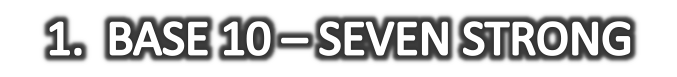 1. BASE 10 – SEVEN STRONG